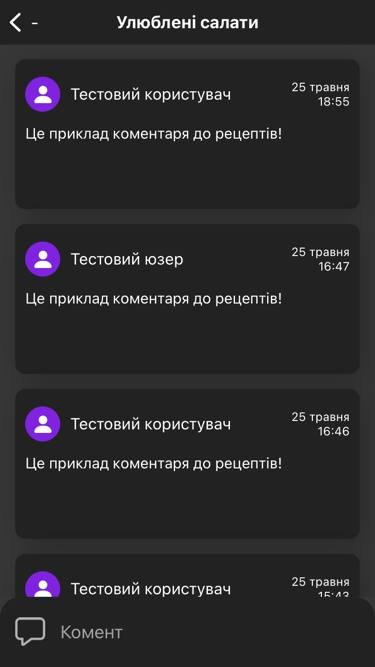 - Улюблені салати
Тестовий користувач
25 травня
18:55
Це приклад коментаря до рецептів!
Тестовий юзер
25 травня
16:47
Це приклад коментаря до рецептів!
Тестовий користувач
25 травня
16:46
Це приклад коментаря до рецептів!
Тестовий користувач
25 травня
15:43
Комент